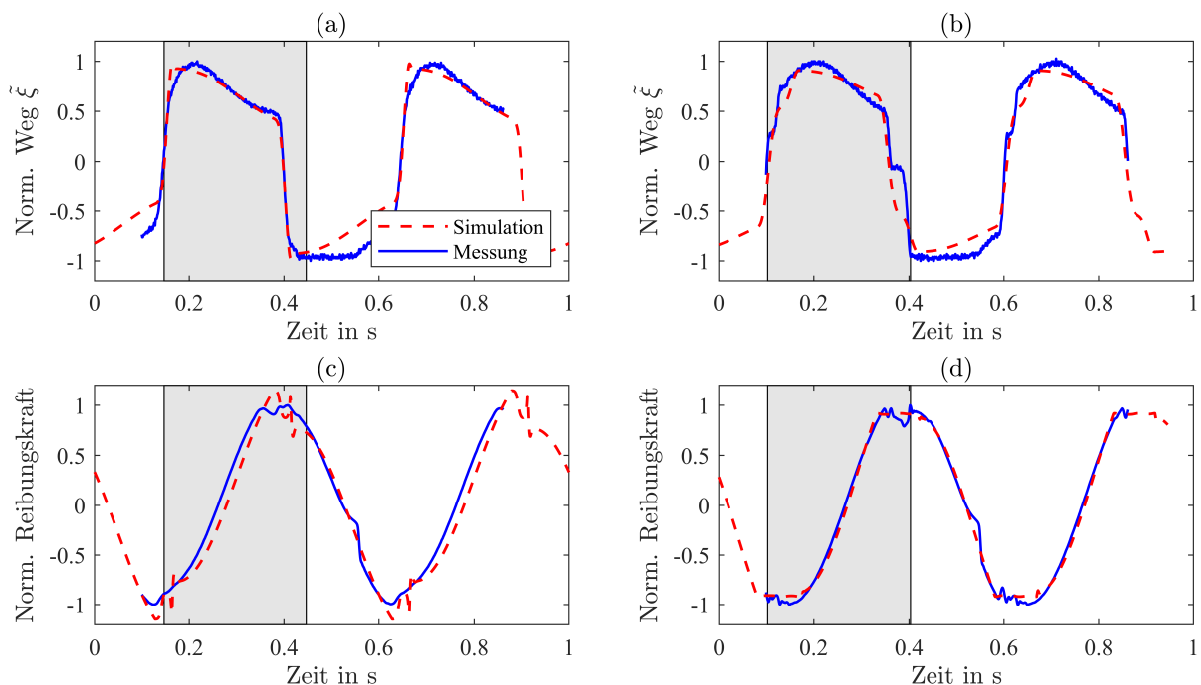 (a)
Norm. Weg ξ̃
1
0.5
0
-0.5
-1
0 0.2 0.4 0.6 0.8 1
Zeit in s
Simulation
Messung
(b)
Norm. Weg ξ̃
1
0.5
0
-0.5
-1
0 0.2 0.4 0.6 0.8 1
Zeit in s
(c)
Norm. Reibungskraft
1
0.5
0
-0.5
-1
0 0.2 0.4 0.6 0.8 1
Zeit in s
(d)
Norm. Reibungskraft
1
0.5
0
-0.5
-1
0 0.2 0.4 0.6 0.8 1
Zeit in s